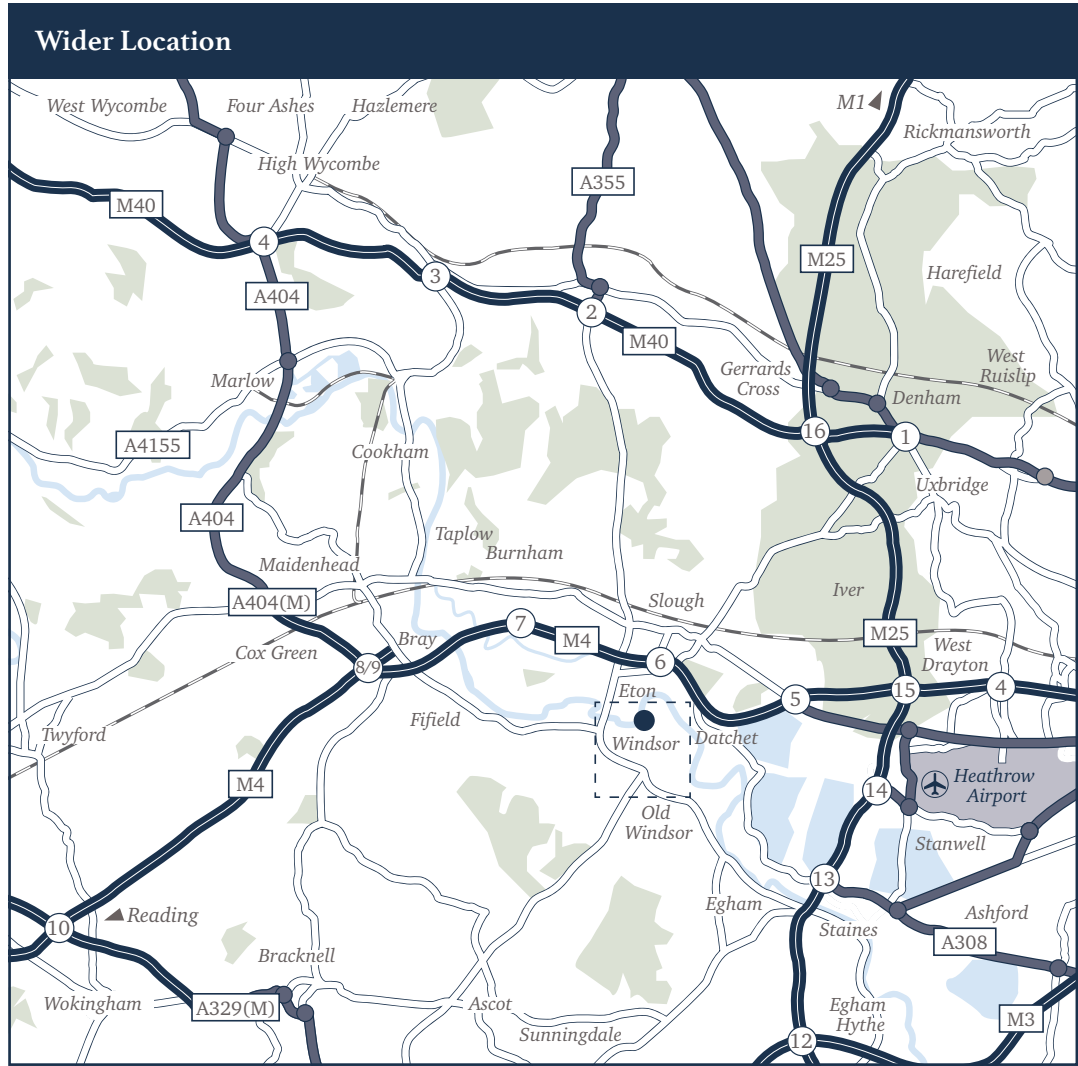 Wider Location
West Wycombe
Four Ashes
Hazlemere
M1
Rickmansworth
High Wycombe
A355
M40
4
M25
3
Harefield
A404
2
M40
West
Ruislip
Gerrards
Cross
Marlow
Denham
16
1
A4155
Cookham
Uxbridge
A404
Taplow
Burnham
Maidenhead
Iver
A404(M)
Slough
7
M4
M25
Bray
Cox Green
West
Drayton
6
8/9
Eton
5
15
4
Fifield
Twyford
Windsor
Datchet
M4
14
Heathrow
Airport
Old
Windsor
Stanwell
13
Egham
Reading
10
Ashford
Staines
A308
Bracknell
Wokingham
A329(M)
Ascot
Egham
Hythe
M3
Sunningdale
12